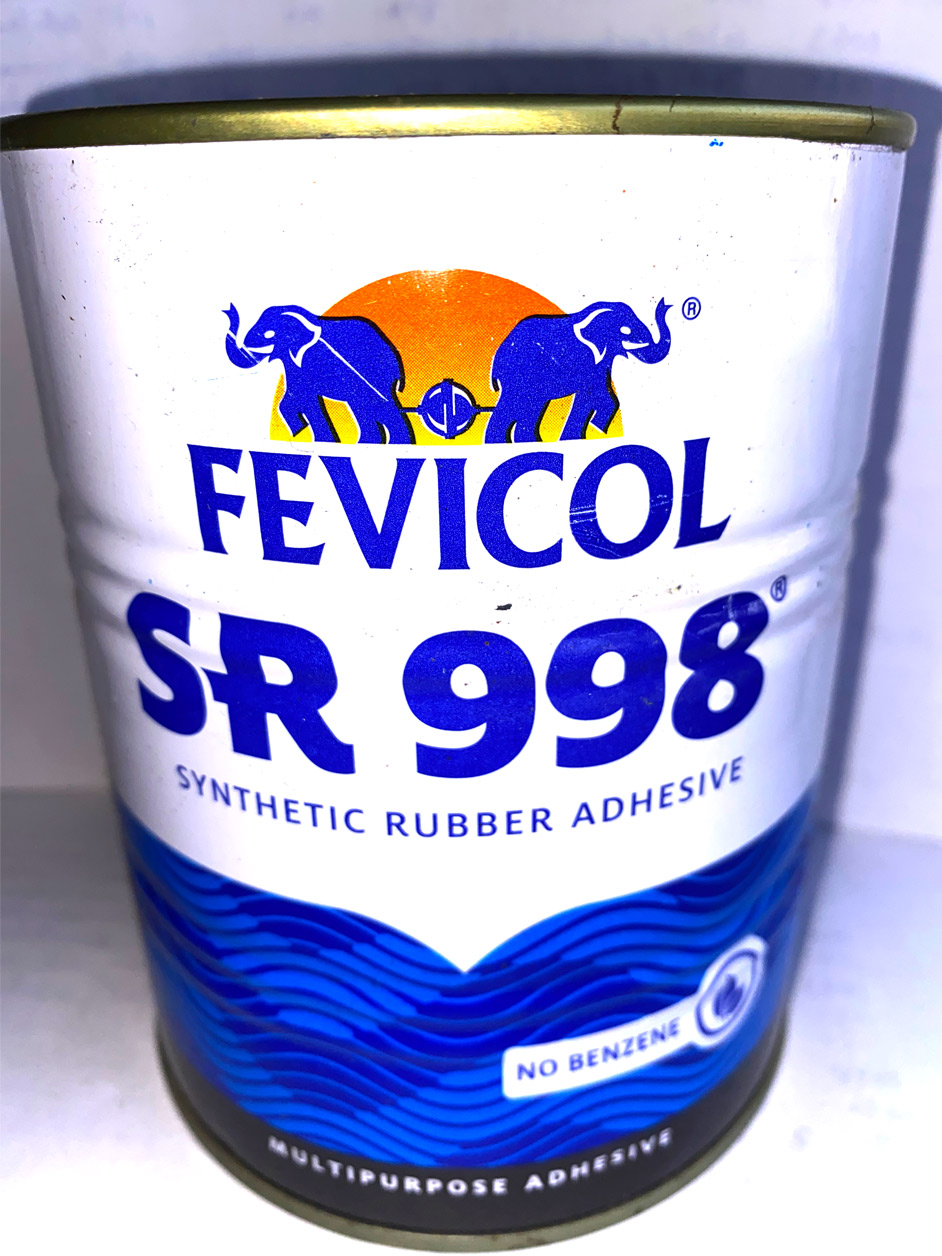 ®
FEVICOL
SR 998®
SYNTHETIC RUBBER ADHESIVE
NO BENZENE
MULTIPURPOSE ADHESIVE